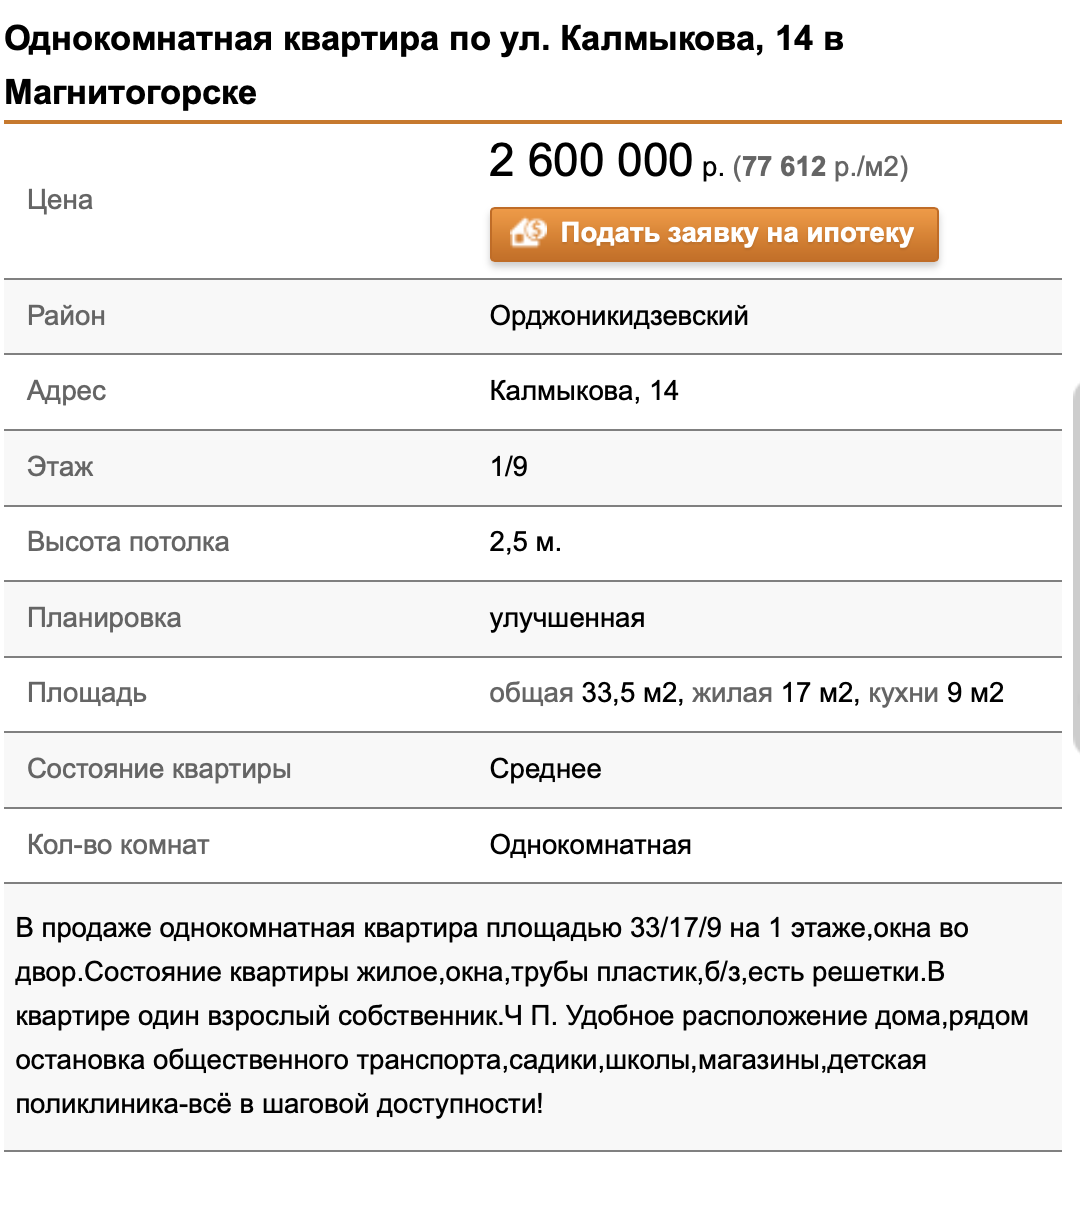 Однокомнатная квартира по ул. Калмыкова, 14 в
Магнитогорске
Цена
2 600 000 р. (77 612 р./м2)
Подать заявку на ипотеку
Район
Орджоникидзевский
Адрес
Калмыкова, 14
Этаж
1/9
Высота потолка
2,5 м.
Планировка
улучшенная
Площадь
общая 33,5 м2, жилая 17 м2, кухни 9 м2
Состояние квартиры
Среднее
Кол-во комнат
Однокомнатная
В продаже однокомнатная квартира площадью 33/17/9 на 1 этаже,окна во
двор.Состояние квартиры жилое,окна,трубы пластик,б/з,есть решетки.В
квартире один взрослый собственник.Ч П. Удобное расположение дома,рядом
остановка общественного транспорта,садики,школы,магазины,детская
поликлиника-всё в шаговой доступности!